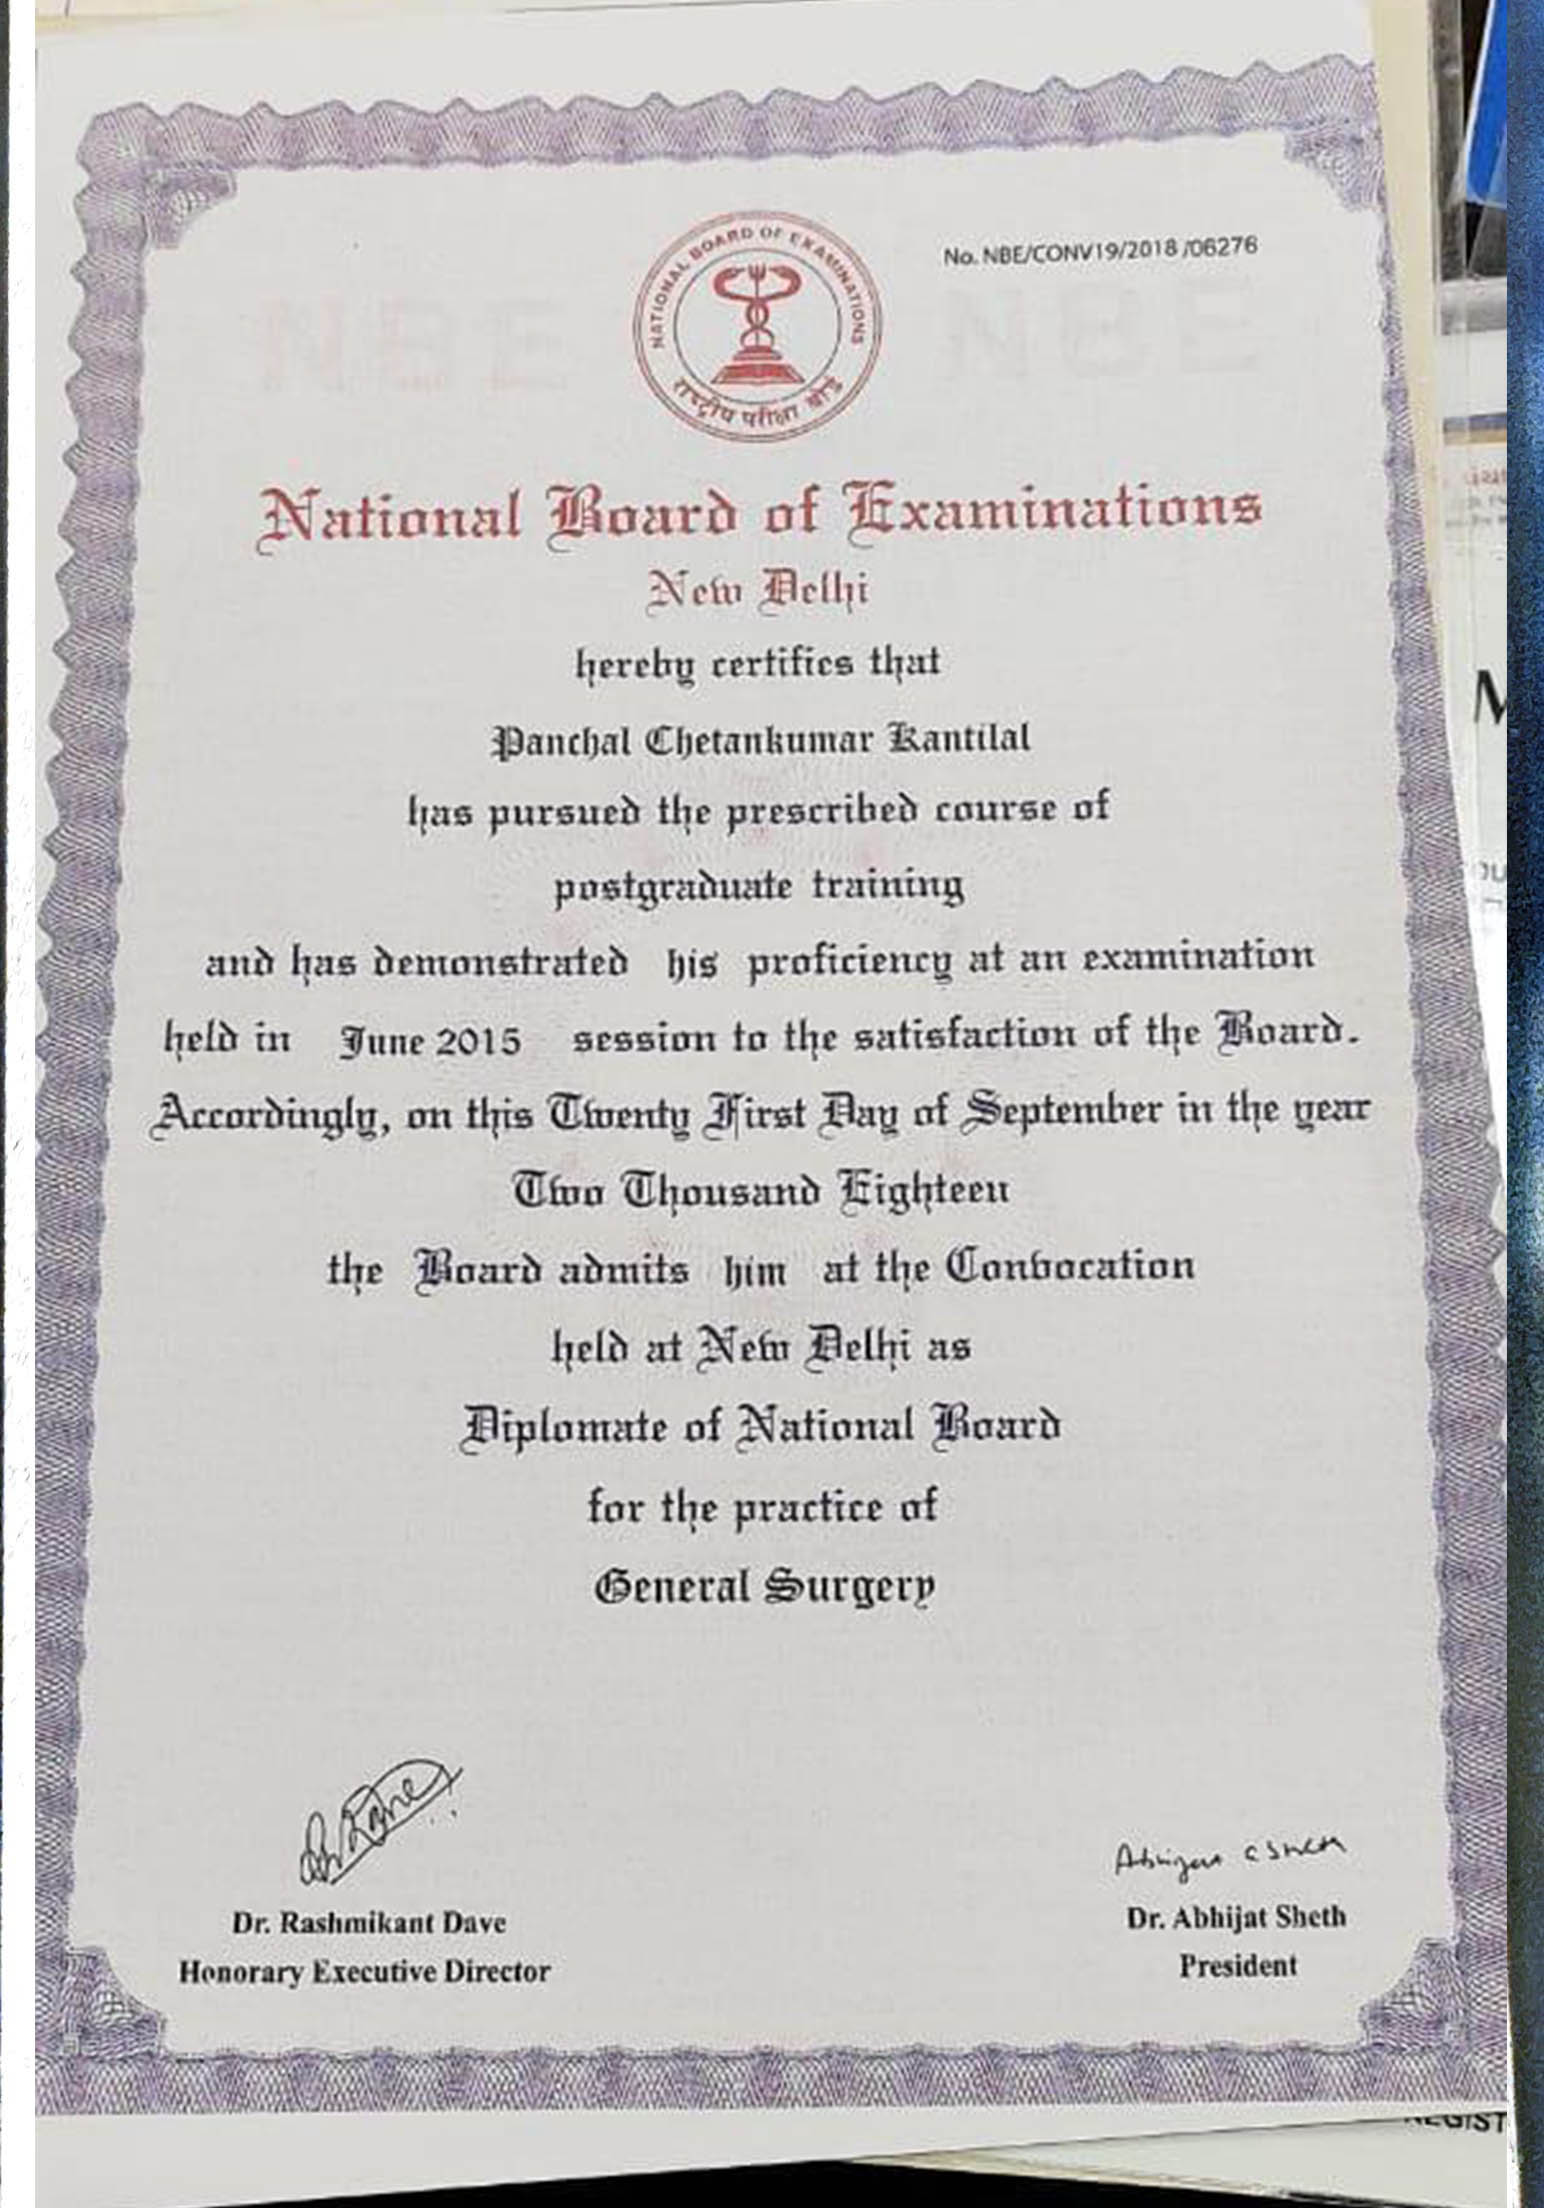 No. NBE/CONV19/2018 /06276
NATIONAL BOARD OF EXAMINATIONS
राष्ट्रीय परीक्षा बोर्ड
NBE NBE
National Board of Examinations
New Delhi
hereby certifies that
Panchal Chetankumar Kantilal
has pursued the prescribed course of
postgraduate training
and has demonstrated his proficiency at an examination
held in June 2015 session to the satisfaction of the Board.
Accordingly, on this Twenty First Day of September in the year
Two Thousand Eighteen
the Board admits him at the Convocation
held at New Delhi as
Diplomate of National Board
for the practice of
General Surgery
Abhijat C Sheth
Dr. Rashmikant Dave
Honorary Executive Director
Dr. Abhijat Sheth
President